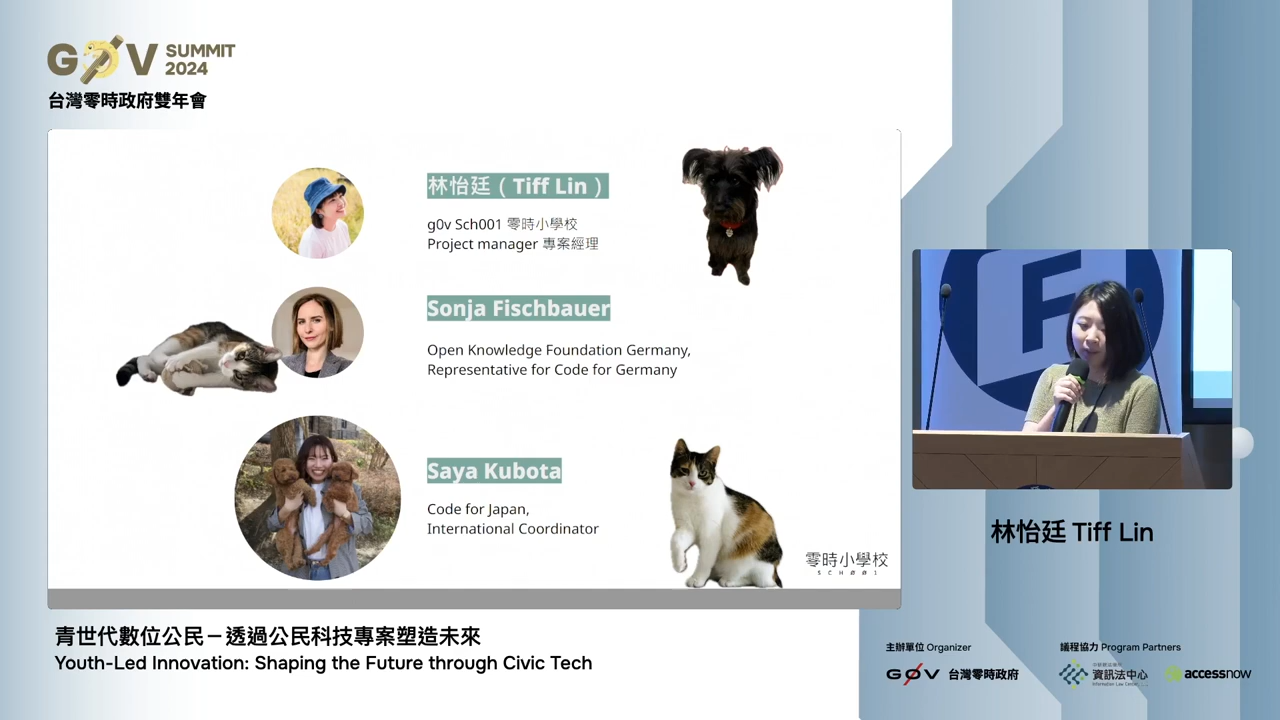 G0V SUMMIT 2024
台灣零時政府雙年會
林怡廷（Tiff Lin）
g0v Sch001 零時小學校
Project manager 專案經理
Sonja Fischbauer
Open Knowledge Foundation Germany,
Representative for Code for Germany
Saya Kubota
Code for Japan,
International Coordinator
零時小學校
SCH001
F
林怡廷 Tiff Lin
青世代數位公民－透過公民科技專案塑造未來
Youth-Led Innovation: Shaping the Future through Civic Tech
主辦單位 Organizer
G0V 台灣零時政府
議程協力 Program Partners
資訊法中心
Information Law Center
accessnow